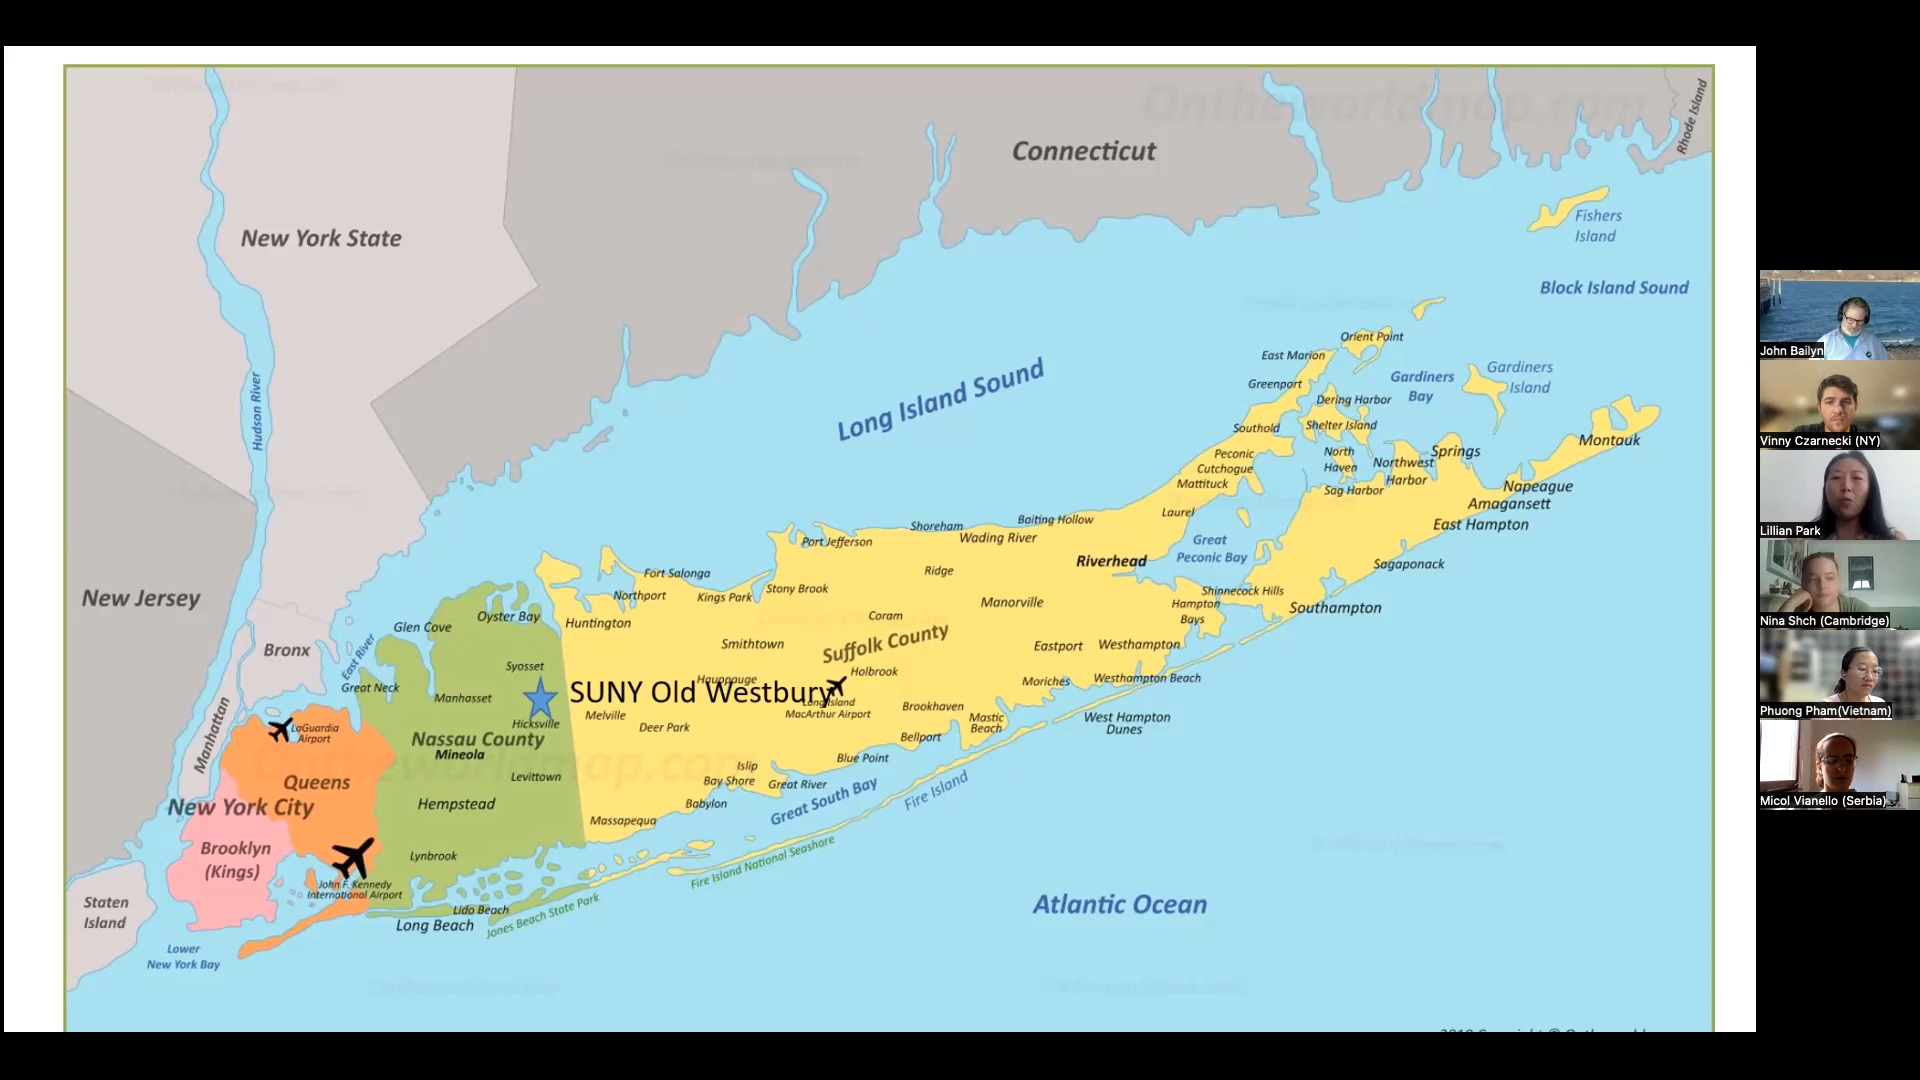 Ontheworldmap.com
Connecticut
Rhode Island
New York State
Fishers
Island
Block Island Sound
Hudson River
Long Island Sound
Orient Point
East Marion
Greenport
Gardiners
Bay
Gardiners
Island
Dering Harbor
Southold
Shelter Island
Montauk
Peconic
Cutchogue
Mattituck
North
Haven
Northwest
Harbor
Springs
Sag Harbor
Napeague
Amagansett
East Hampton
Laurel
Baiting Hollow
Shoreham
Wading River
Port Jefferson
Great
Peconic Bay
Riverhead
Sagaponack
Fort Salonga
Ridge
Northport
Kings Park
Stony Brook
Manorville
Shinnecock Hills
Hampton
Bays
Southampton
New Jersey
Oyster Bay
Glen Cove
Huntington
Coram
Smithtown
Suffolk County
Eastport
Westhampton
Bronx
East River
Syosset
Holbrook
Great Neck
Manhasset
Hauppauge
SUNY Old Westbury
Long Island
MacArthur Airport
Moriches
Westhampton Beach
Manhattan
LaGuardia
Airport
Hicksville
Melville
Deer Park
Brookhaven
Mastic
Beach
West Hampton
Dunes
Bellport
Nassau County
Mineola
Ontheworldmap.com
Queens
Levittown
Islip
Bay Shore
Great River
Blue Point
New York City
Hempstead
Babylon
Great South Bay
Fire Island
Massapequa
Brooklyn
(Kings)
Lynbrook
Fire Island National Seashore
John F. Kennedy
International Airport
Staten
Island
Lido Beach
Long Beach
Jones Beach State Park
Atlantic Ocean
Lower
New York Bay
John Bailyn
Vinny Czarnecki (NY)
Lillian Park
Nina Shch (Cambridge)
Phuong Pham(Vietnam)
Micol Vianello (Serbia)